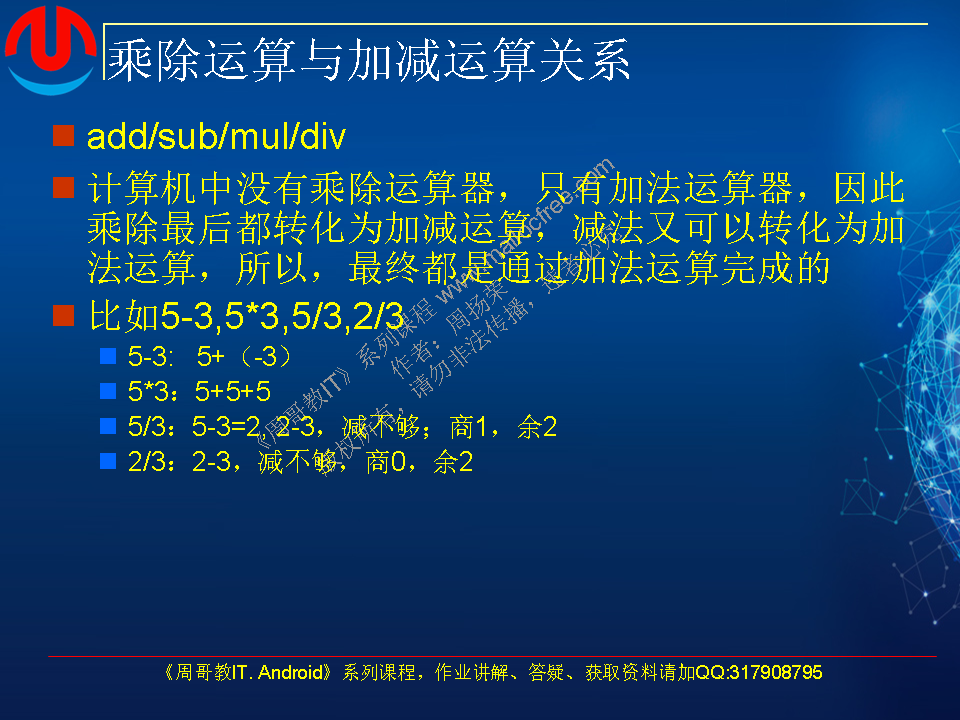 乘除运算与加减运算关系
add/sub/mul/div
计算机中没有乘除运算器，只有加法运算器，因此
乘除最后都转化为加减运算，减法又可以转化为加
法运算，所以，最终都是通过加法运算完成的
比如5-3,5*3,5/3,2/3
5-3: 5+（-3）
5*3：5+5+5
5/3：5-3=2, 2-3，减不够；商1，余2
2/3：2-3，减不够，商0，余2
《周哥教IT》系列课程
作者：周扬荣
版权所有，请勿非法传播，违者必究
《周哥教IT. Android》系列课程，作业讲解、答疑、获取资料请加QQ:317908795